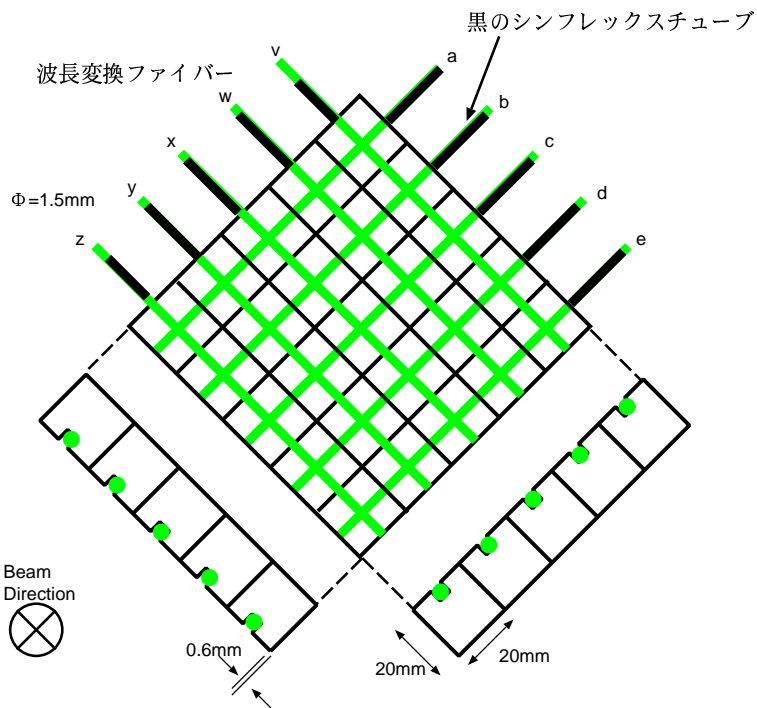 黒のシンフレックスチューブ
波長変換ファイバー
v
a
w
b
x
c
y
d
Φ=1.5mm
z
e
Beam
Direction
0.6mm
20mm
20mm